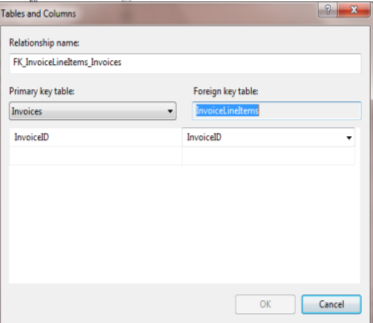 Tables and Columns
Relationship name:
FK_InvoiceLineItems_Invoices
Primary key table:
Foreign key table:
Invoices
InvoiceLineItems
InvoiceID
InvoiceID
OK
Cancel